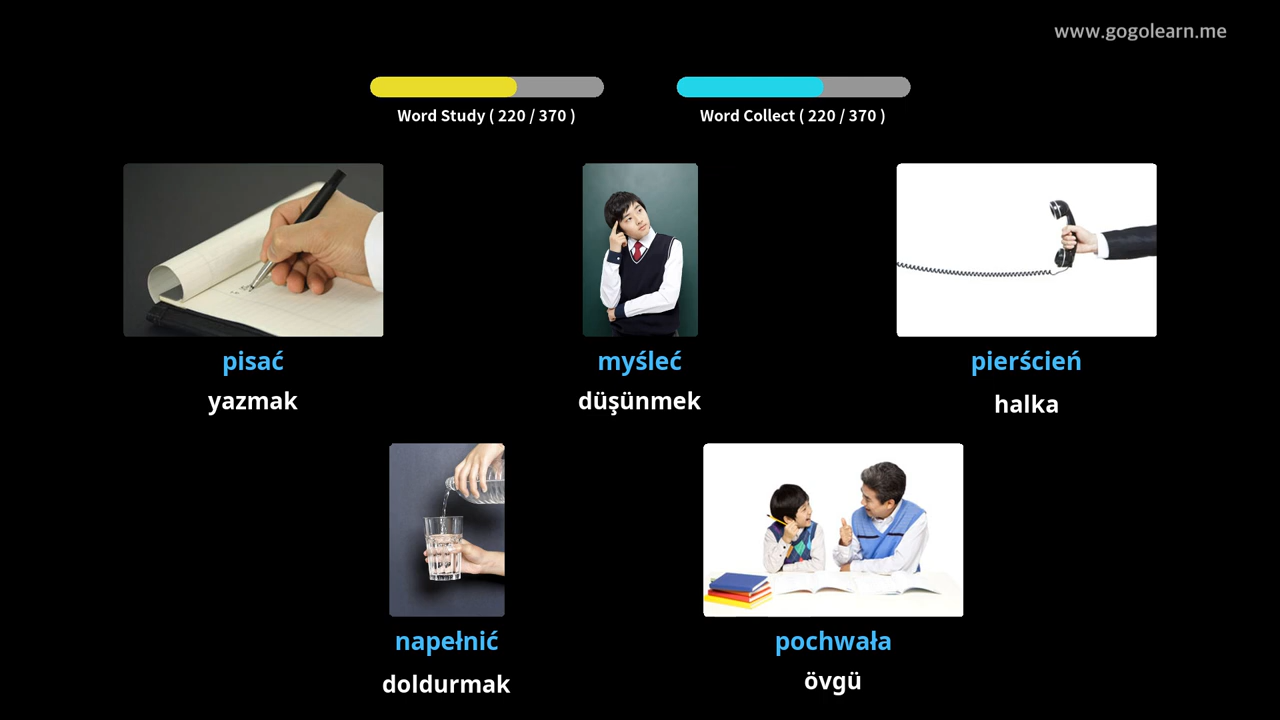 www.gogolearn.me
Word Study ( 220 / 370 )
Word Collect ( 220 / 370 )
pisać
yazmak
myśleć
düşünmek
pierścień
halka
napełnić
doldurmak
pochwała
övgü